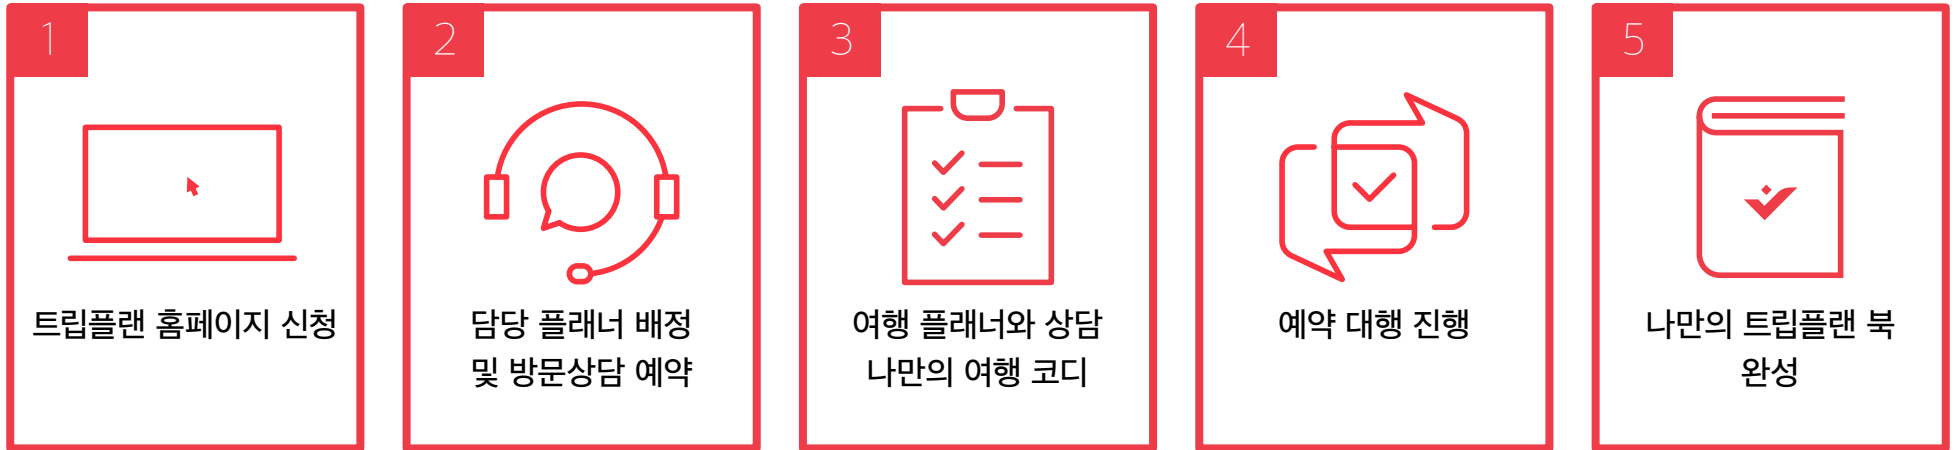 1
트립플랜 홈페이지 신청
2
담당 플래너 배정
및 방문상담 예약
3
여행 플래너와 상담
나만의 여행 코디
4
예약 대행 진행
5
나만의 트립플랜 북
완성